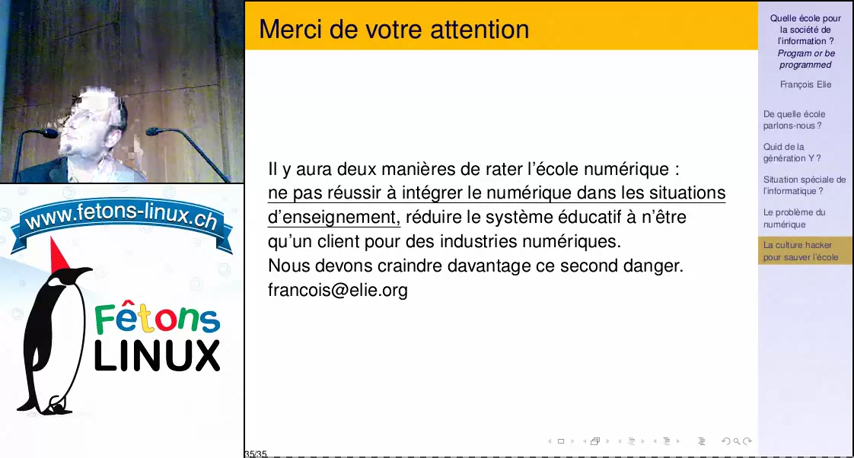 Merci de votre attention
Il y aura deux manières de rater l'école numérique :
ne pas réussir à intégrer le numérique dans les situations
d'enseignement, réduire le système éducatif à n'être
qu'un client pour des industries numériques.
Nous devons craindre davantage ce second danger.
francois@elie.org
35/35
Quelle école pour
la société de
l'information ?
Program or be
programmed
François Elie
De quelle école
parlons-nous ?
Quid de la
génération Y ?
Situation spéciale de
l'informatique ?
Le problème du
numérique
La culture hacker
pour sauver l'école
www.fetons-linux.ch
Fêtons
LINUX